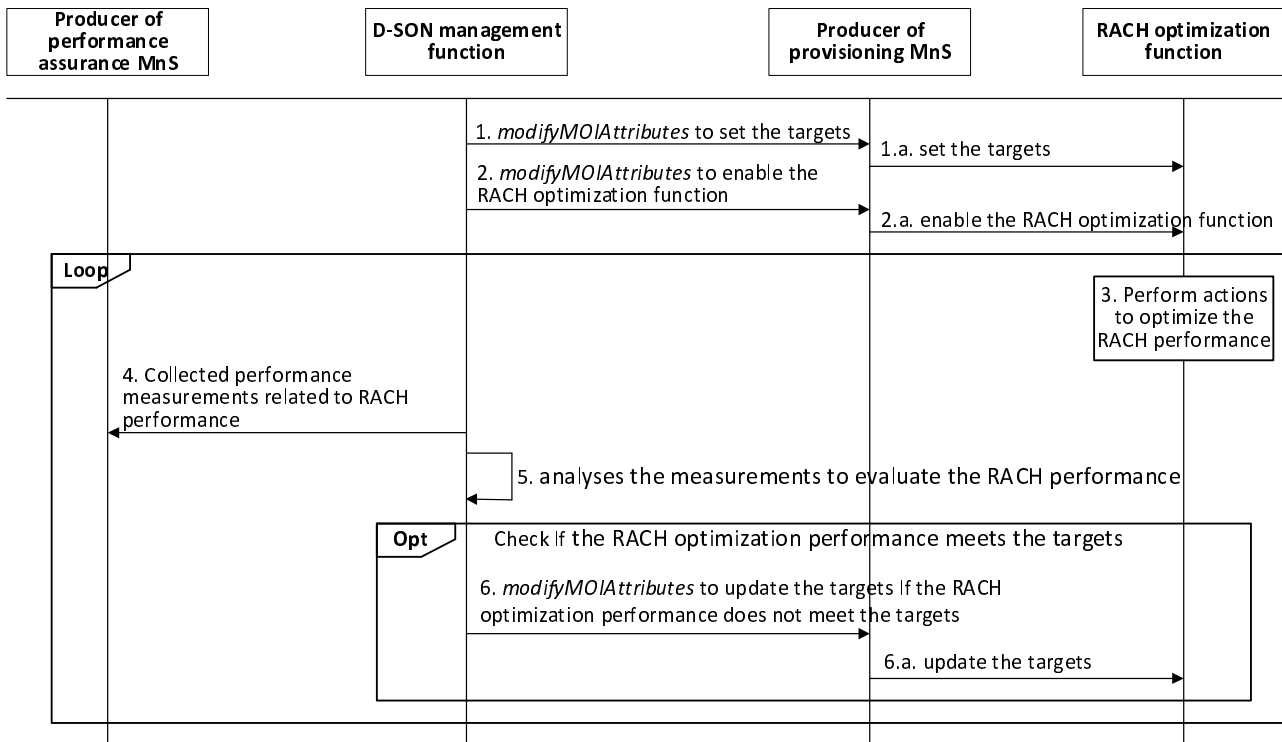 Producer of
performance
assurance MnS
D-SON management
function
Producer of
provisioning MnS
RACH optimization
function
1. modifyMOIAttributes to set the targets
1.a. set the targets
2. modifyMOIAttributes to enable the
RACH optimization function
2.a. enable the RACH optimization function
Loop
3. Perform actions
to optimize the
RACH performance
4. Collected performance
measurements related to RACH
performance
5. analyses the measurements to evaluate the RACH performance
Opt
Check If the RACH optimization performance meets the targets
6. modifyMOIAttributes to update the targets If the RACH
optimization performance does not meet the targets
6.a. update the targets